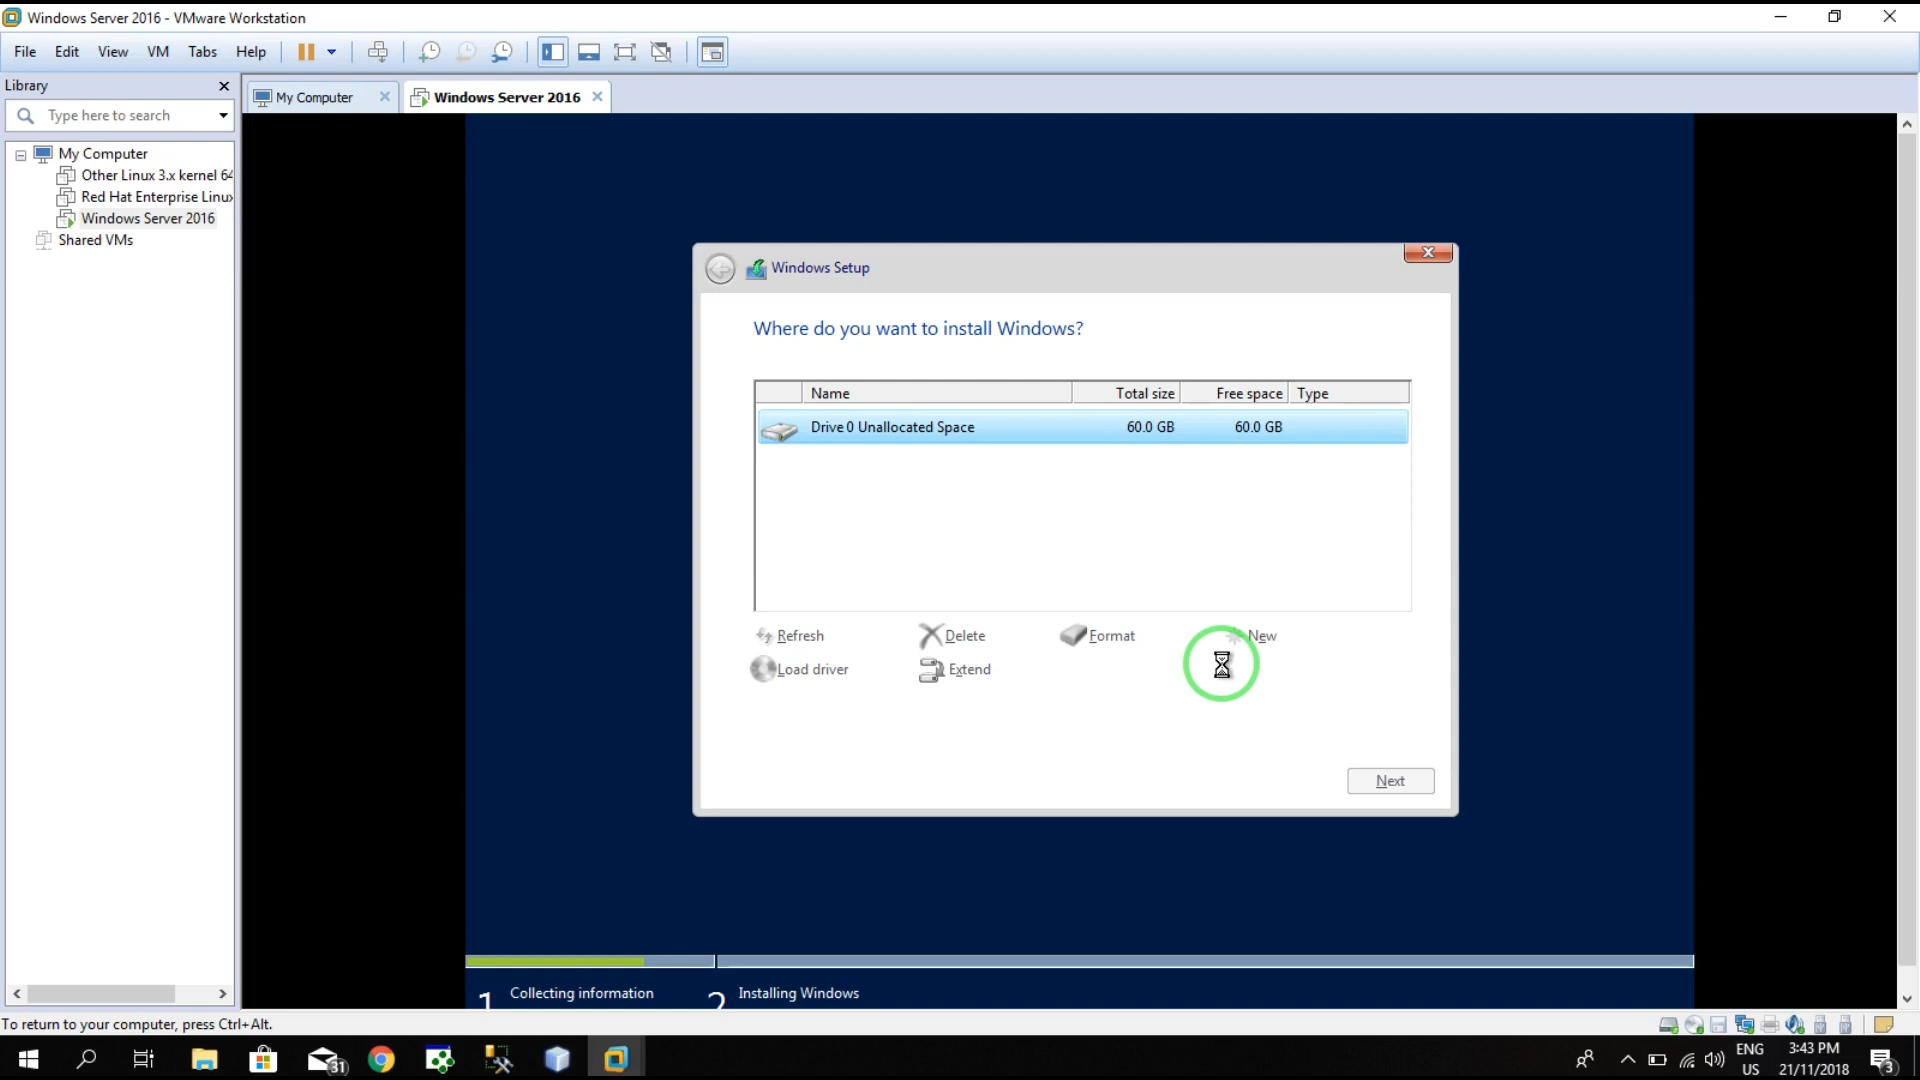 Windows Server 2016 - VMware Workstation
File Edit View VM Tabs Help
Library
My Computer
Windows Server 2016
Type here to search
My Computer
Other Linux 3.x kernel 64
Red Hat Enterprise Linux
Windows Server 2016
Shared VMs
Windows Setup
Where do you want to install Windows?
Name Total size Free space Type
Drive 0 Unallocated Space 60.0 GB 60.0 GB
Refresh Delete Format New
Load driver Extend
Next
1 Collecting information 2 Installing Windows
To return to your computer, press Ctrl+Alt.
31
ENG
US
3:43 PM
21/11/2018
3